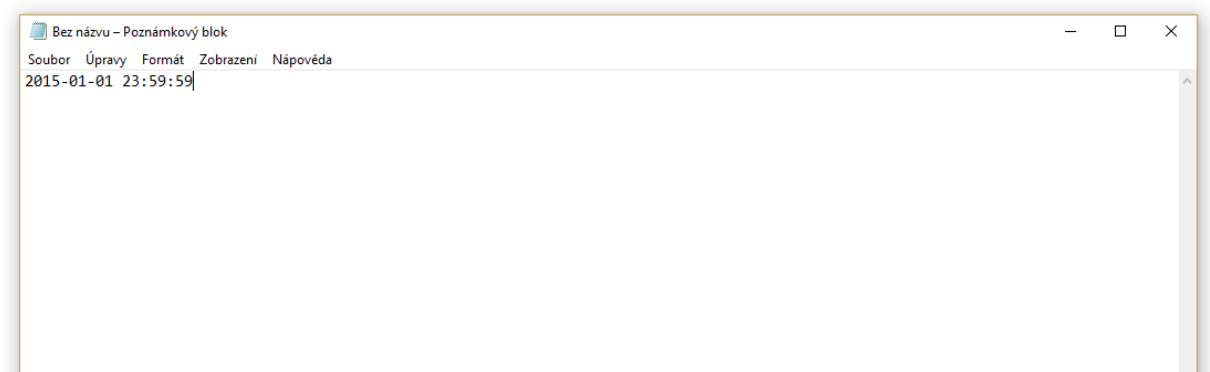 Bez názvu – Poznámkový blok
Soubor Úpravy Formát Zobrazení Nápověda
2015-01-01 23:59:59